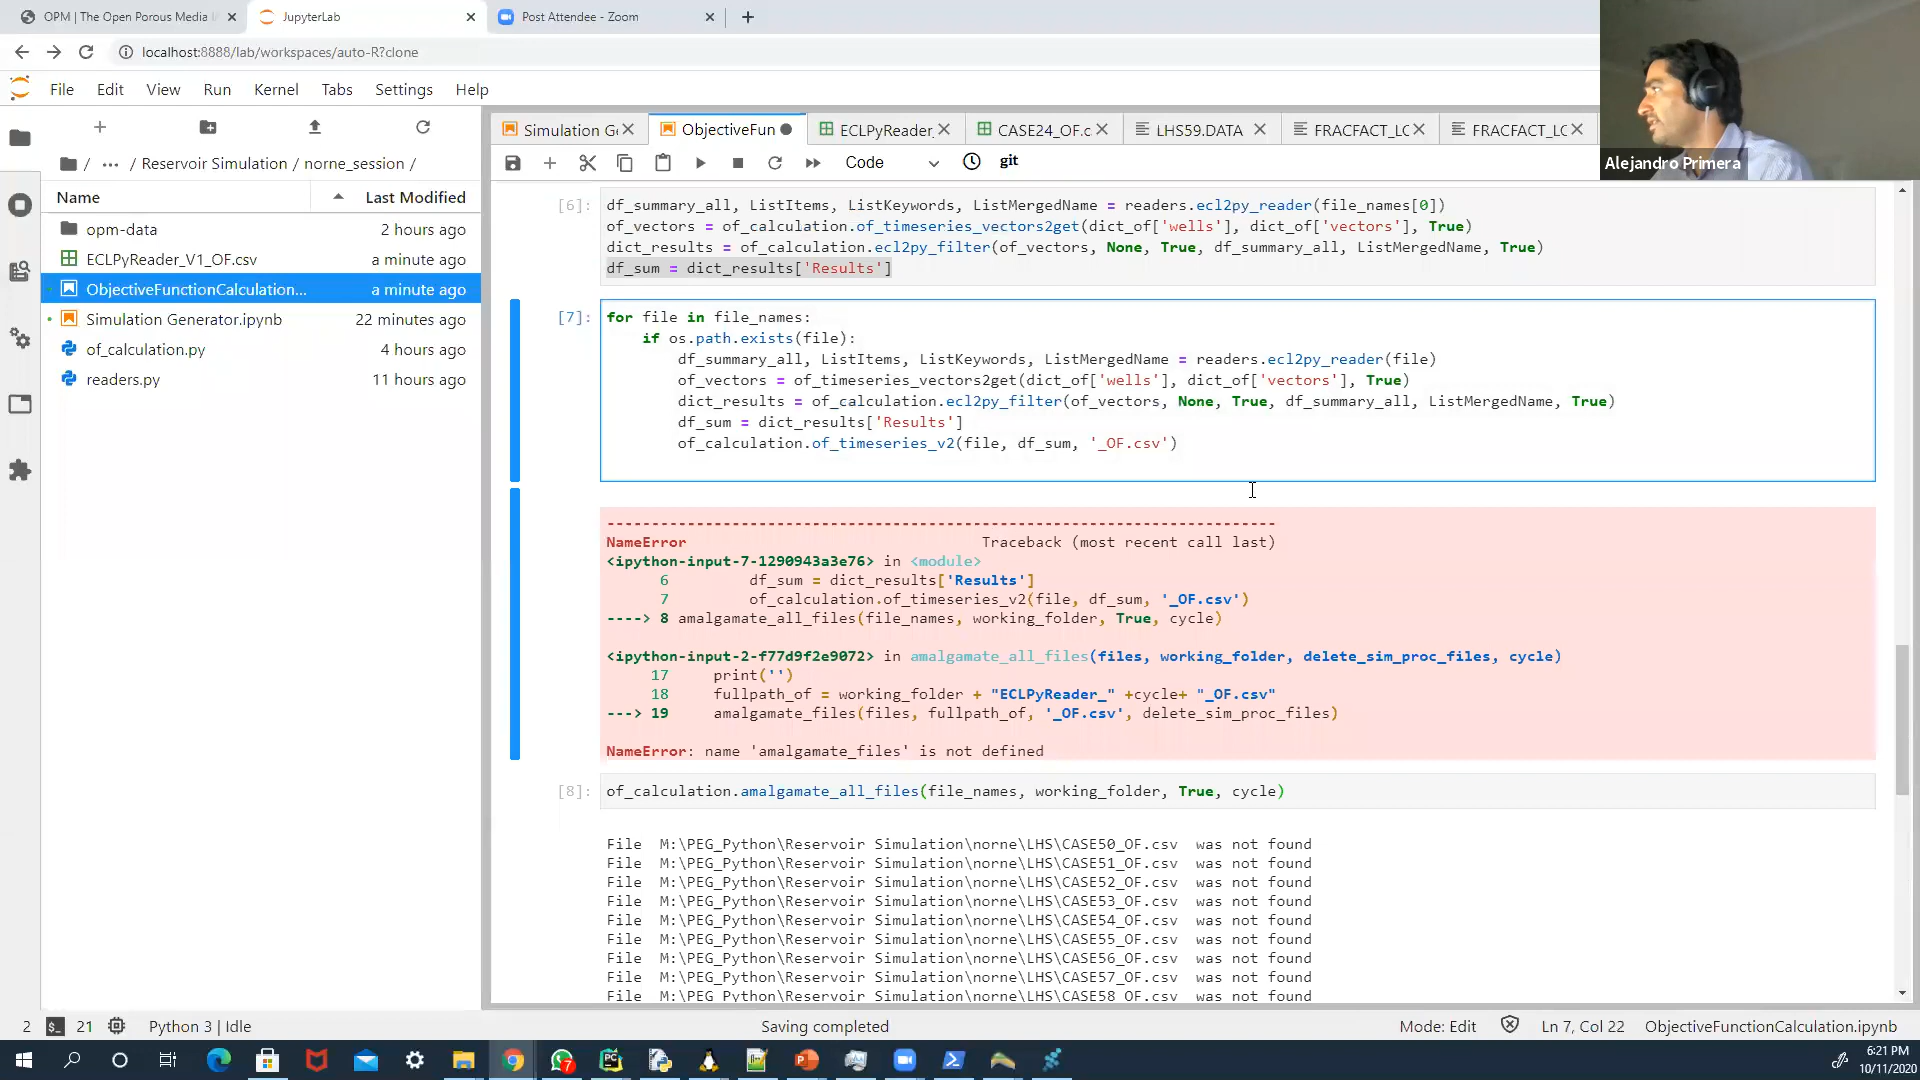 OPM | The Open Porous Media I
JupyterLab
Post Attendee - Zoom
localhost:8888/lab/workspaces/auto-R?clone
File Edit View Run Kernel Tabs Settings Help
/ ··· / Reservoir Simulation / norne_session /
Name Last Modified
opm-data 2 hours ago
ECLPyReader_V1_OF.csv a minute ago
ObjectiveFunctionCalculation... a minute ago
Simulation Generator.ipynb 22 minutes ago
of_calculation.py 4 hours ago
readers.py 11 hours ago
Simulation Ge ObjectiveFun ECLPyReader_ CASE24_OF.c LHS59.DATA FRACFACT_LC FRACFACT_LC
Code git
Alejandro Primera
[6]: df_summary_all, ListItems, ListKeywords, ListMergedName = readers.ecl2py_reader(file_names[0])
of_vectors = of_calculation.of_timeseries_vectors2get(dict_of['wells'], dict_of['vectors'], True)
dict_results = of_calculation.ecl2py_filter(of_vectors, None, True, df_summary_all, ListMergedName, True)
df_sum = dict_results['Results']
[7]: for file in file_names:
if os.path.exists(file):
df_summary_all, ListItems, ListKeywords, ListMergedName = readers.ecl2py_reader(file)
of_vectors = of_timeseries_vectors2get(dict_of['wells'], dict_of['vectors'], True)
dict_results = of_calculation.ecl2py_filter(of_vectors, None, True, df_summary_all, ListMergedName, True)
df_sum = dict_results['Results']
of_calculation.of_timeseries_v2(file, df_sum, '_OF.csv')
---------------------------------------------------------------------------
NameError Traceback (most recent call last)
<ipython-input-7-1290943a3e76> in <module>
6 df_sum = dict_results['Results']
7 of_calculation.of_timeseries_v2(file, df_sum, '_OF.csv')
----> 8 amalgamate_all_files(file_names, working_folder, True, cycle)
<ipython-input-2-f77d9f2e9072> in amalgamate_all_files(files, working_folder, delete_sim_proc_files, cycle)
17 print('')
18 fullpath_of = working_folder + "ECLPyReader_" +cycle+ "_OF.csv"
---> 19 amalgamate_files(files, fullpath_of, '_OF.csv', delete_sim_proc_files)
NameError: name 'amalgamate_files' is not defined
[8]: of_calculation.amalgamate_all_files(file_names, working_folder, True, cycle)
File M:\PEG_Python\Reservoir Simulation\norne\LHS\CASE50_OF.csv was not found
File M:\PEG_Python\Reservoir Simulation\norne\LHS\CASE51_OF.csv was not found
File M:\PEG_Python\Reservoir Simulation\norne\LHS\CASE52_OF.csv was not found
File M:\PEG_Python\Reservoir Simulation\norne\LHS\CASE53_OF.csv was not found
File M:\PEG_Python\Reservoir Simulation\norne\LHS\CASE54_OF.csv was not found
File M:\PEG_Python\Reservoir Simulation\norne\LHS\CASE55_OF.csv was not found
File M:\PEG_Python\Reservoir Simulation\norne\LHS\CASE56_OF.csv was not found
File M:\PEG_Python\Reservoir Simulation\norne\LHS\CASE57_OF.csv was not found
File M:\PEG_Python\Reservoir Simulation\norne\LHS\CASE58_OF.csv was not found
2 21 Python 3 | Idle Saving completed Mode: Edit Ln 7, Col 22 ObjectiveFunctionCalculation.ipynb
7
6:21 PM
10/11/2020